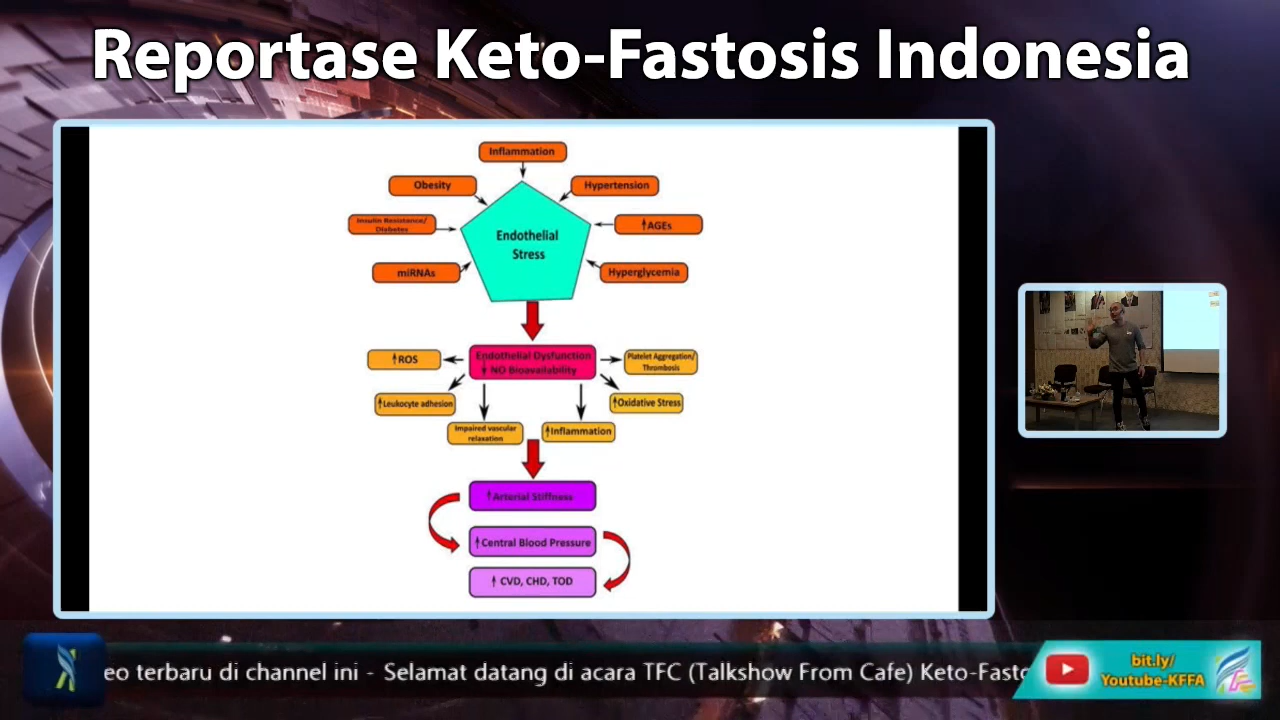 Reportase Keto-Fastosis Indonesia
Inflammation
Obesity
Hypertension
Insulin Resistance/
Diabetes
↑AGEs
Endothelial
Stress
miRNAs
Hyperglycemia
↑ROS
Endothelial Dysfunction
↓ NO Bioavailability
Platelet Aggregation/
Thrombosis
↑Leukocyte adhesion
↑Oxidative Stress
Impaired vascular
relaxation
↑Inflammation
↑Arterial Stiffness
↑Central Blood Pressure
↑ CVD, CHD, TOD
eo terbaru di channel ini - Selamat datang di acara TFC (Talkshow From Cafe) Keto-Fasto
bit.ly/
Youtube-KFFA